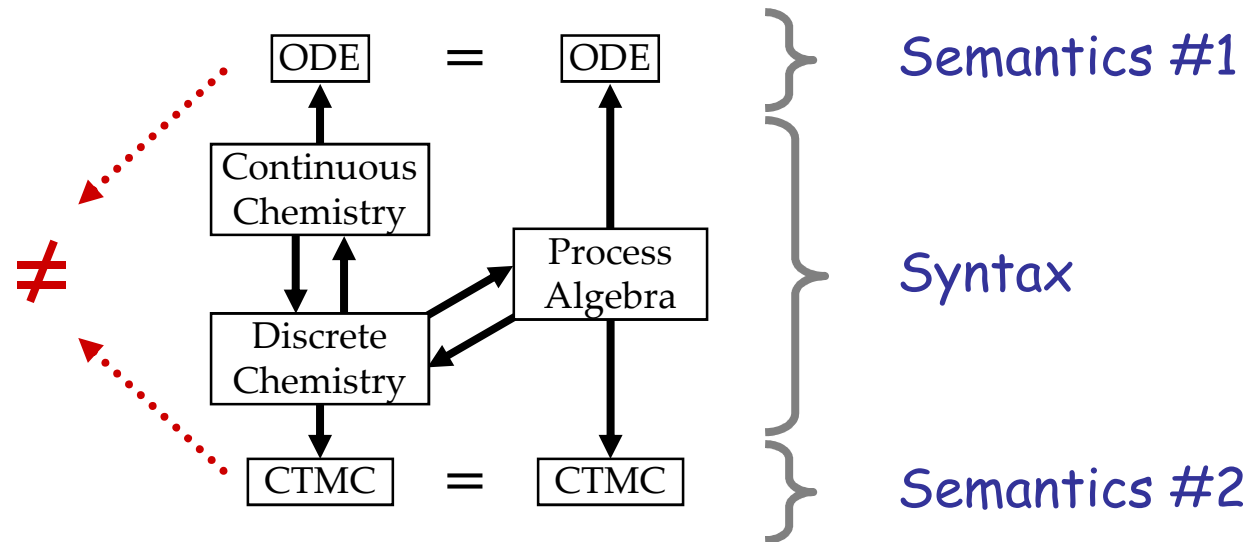 ODE = ODE
Semantics #1
Continuous
Chemistry
≠
Process
Algebra
Syntax
Discrete
Chemistry
CTMC = CTMC
Semantics #2